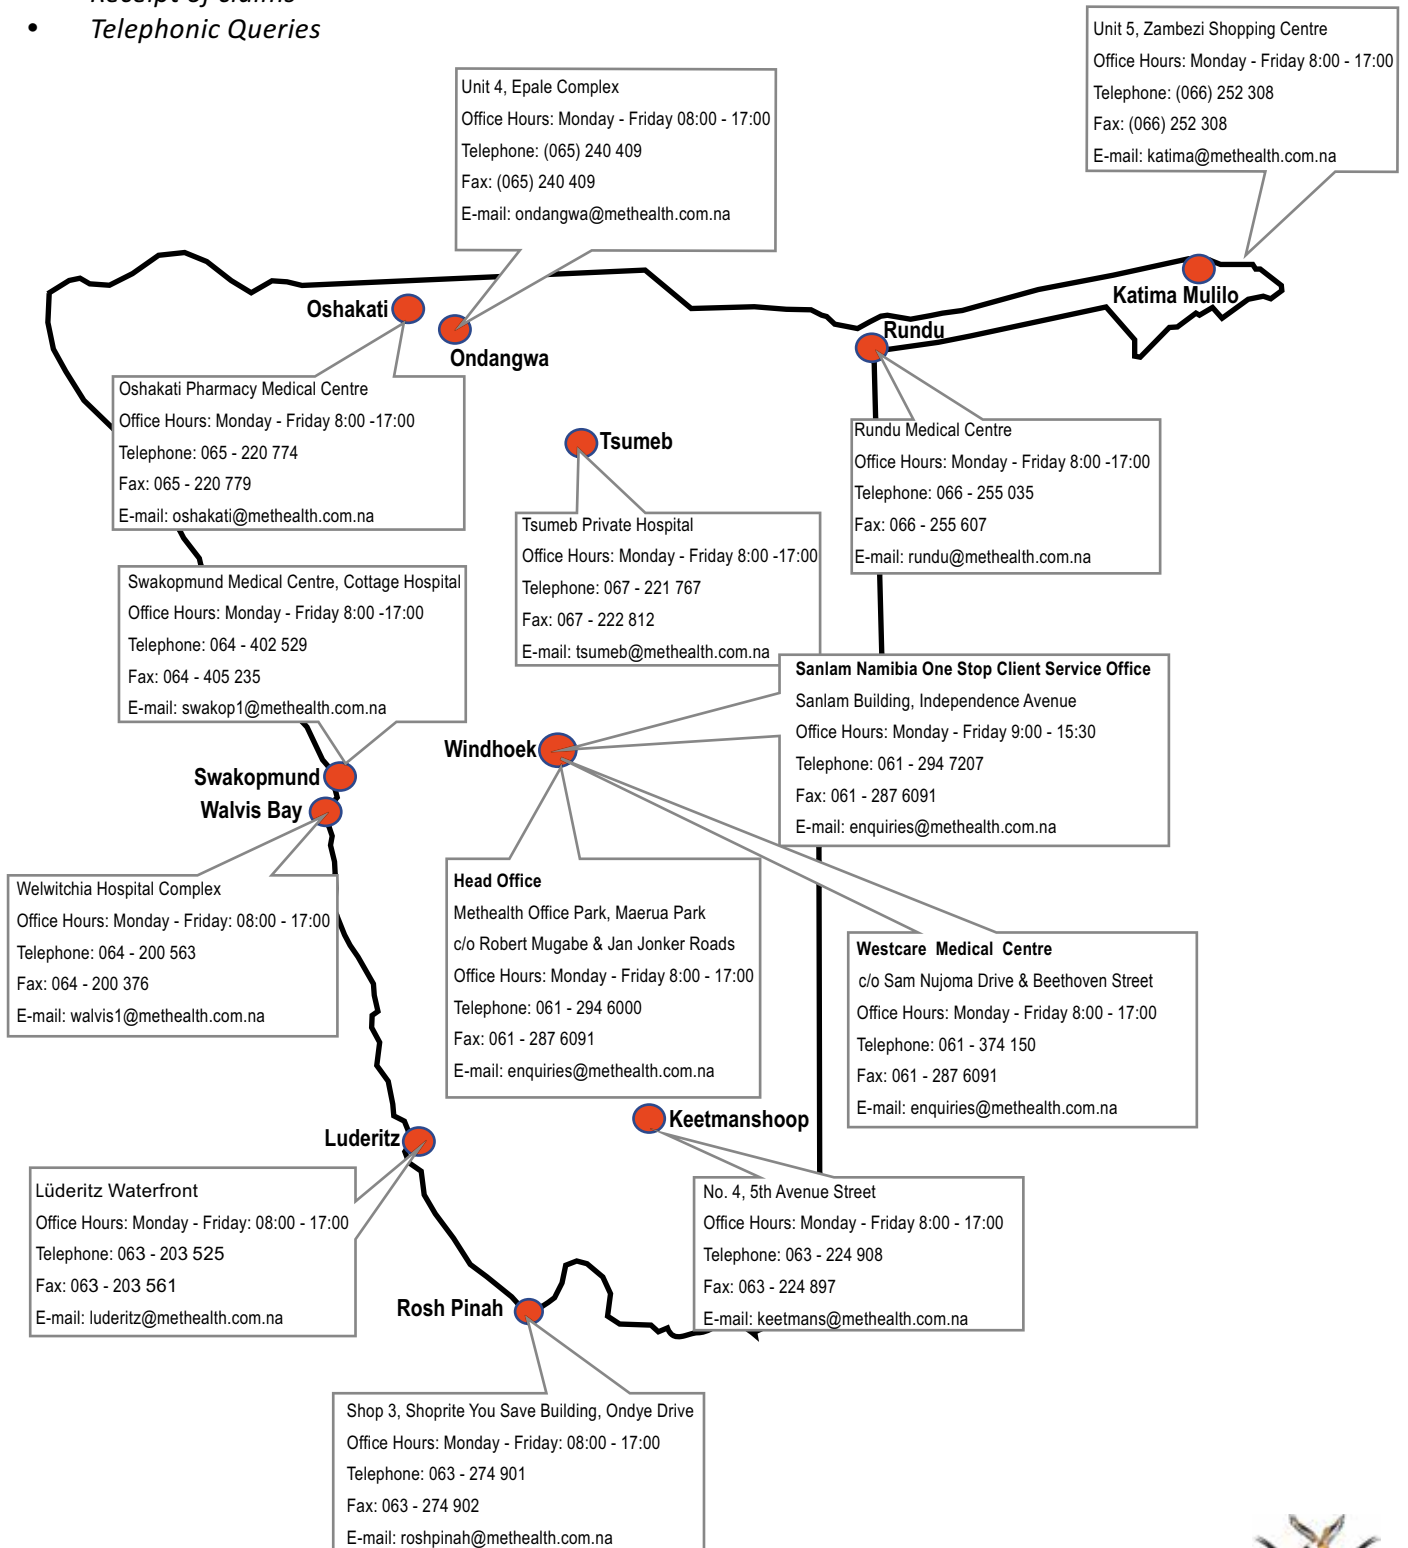 • Telephonic Queries
Unit 5, Zambezi Shopping Centre
Office Hours: Monday - Friday 8:00 - 17:00
Telephone: (066) 252 308
Fax: (066) 252 308
E-mail: katima@methealth.com.na
Unit 4, Epale Complex
Office Hours: Monday - Friday 08:00 - 17:00
Telephone: (065) 240 409
Fax: (065) 240 409
E-mail: ondangwa@methealth.com.na
Katima Mulilo
Oshakati
Ondangwa
Rundu
Oshakati Pharmacy Medical Centre
Office Hours: Monday - Friday 8:00 -17:00
Telephone: 065 - 220 774
Fax: 065 - 220 779
E-mail: oshakati@methealth.com.na
Tsumeb
Rundu Medical Centre
Office Hours: Monday - Friday 8:00 -17:00
Telephone: 066 - 255 035
Fax: 066 - 255 607
E-mail: rundu@methealth.com.na
Tsumeb Private Hospital
Office Hours: Monday - Friday 8:00 -17:00
Telephone: 067 - 221 767
Fax: 067 - 222 812
E-mail: tsumeb@methealth.com.na
Swakopmund Medical Centre, Cottage Hospital
Office Hours: Monday - Friday 8:00 -17:00
Telephone: 064 - 402 529
Fax: 064 - 405 235
E-mail: swakop1@methealth.com.na
Sanlam Namibia One Stop Client Service Office
Sanlam Building, Independence Avenue
Office Hours: Monday - Friday 9:00 - 15:30
Telephone: 061 - 294 7207
Fax: 061 - 287 6091
E-mail: enquiries@methealth.com.na
Windhoek
Swakopmund
Walvis Bay
Welwitchia Hospital Complex
Office Hours: Monday - Friday: 08:00 - 17:00
Telephone: 064 - 200 563
Fax: 064 - 200 376
E-mail: walvis1@methealth.com.na
Head Office
Methealth Office Park, Maerua Park
c/o Robert Mugabe & Jan Jonker Roads
Office Hours: Monday - Friday 8:00 - 17:00
Telephone: 061 - 294 6000
Fax: 061 - 287 6091
E-mail: enquiries@methealth.com.na
Westcare Medical Centre
c/o Sam Nujoma Drive & Beethoven Street
Office Hours: Monday - Friday 8:00 - 17:00
Telephone: 061 - 374 150
Fax: 061 - 287 6091
E-mail: enquiries@methealth.com.na
Keetmanshoop
Luderitz
Lüderitz Waterfront
Office Hours: Monday - Friday: 08:00 - 17:00
Telephone: 063 - 203 525
Fax: 063 - 203 561
E-mail: luderitz@methealth.com.na
No. 4, 5th Avenue Street
Office Hours: Monday - Friday 8:00 - 17:00
Telephone: 063 - 224 908
Fax: 063 - 224 897
E-mail: keetmans@methealth.com.na
Rosh Pinah
Shop 3, Shoprite You Save Building, Ondye Drive
Office Hours: Monday - Friday: 08:00 - 17:00
Telephone: 063 - 274 901
Fax: 063 - 274 902
E-mail: roshpinah@methealth.com.na